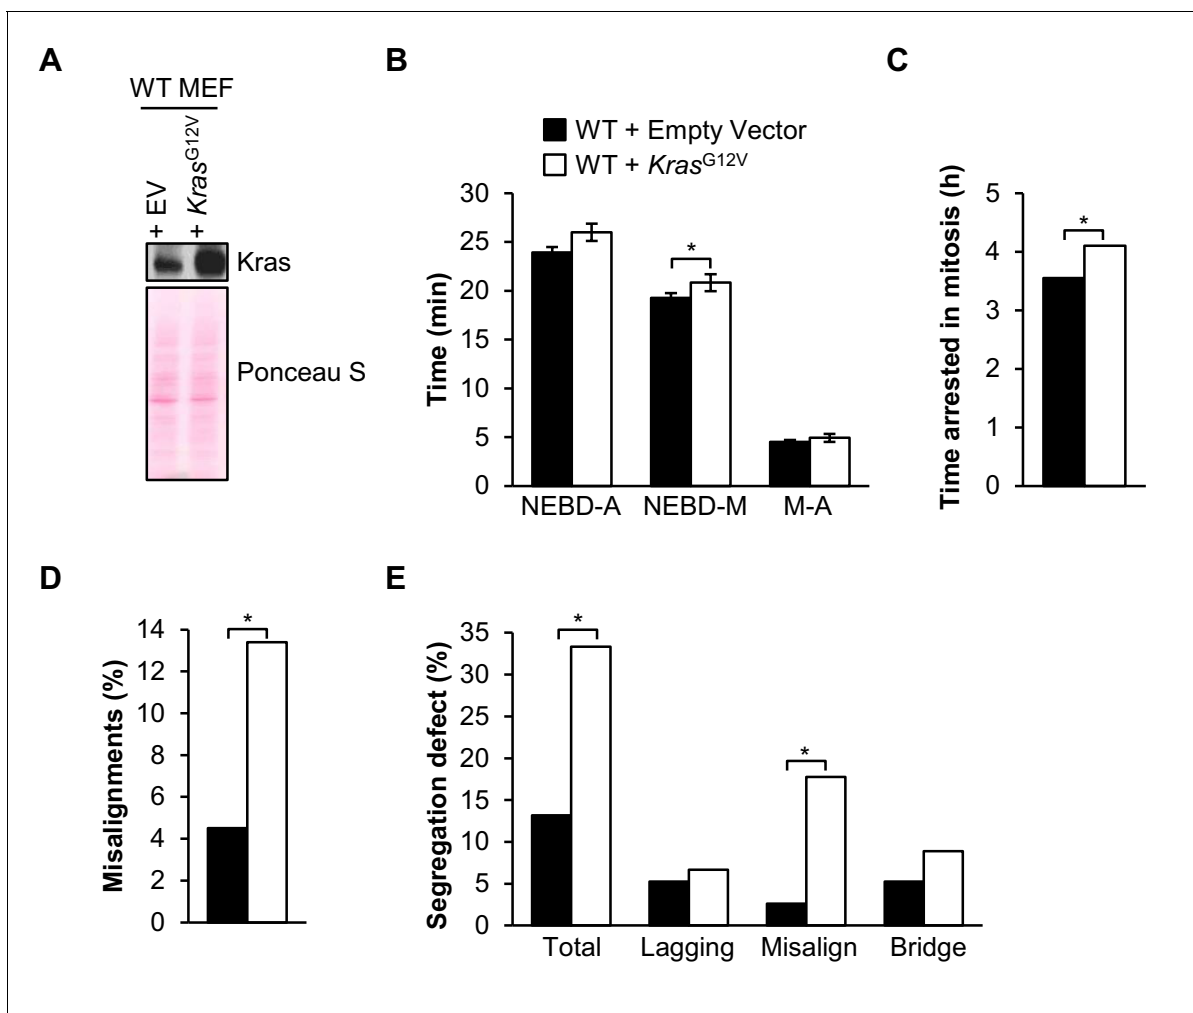 A
WT MEF
+ EV
+ KrasG12V
Kras
Ponceau S
B
WT + Empty Vector
WT + KrasG12V
Time (min)
30
25
20
15
10
5
0
*
NEBD-A NEBD-M M-A
C
Time arrested in mitosis (h)
5
4
3
2
1
0
*
D
Misalignments (%)
14
12
10
8
6
4
2
0
*
E
Segregation defect (%)
35
30
25
20
15
10
5
0
*
*
Total Lagging Misalign Bridge